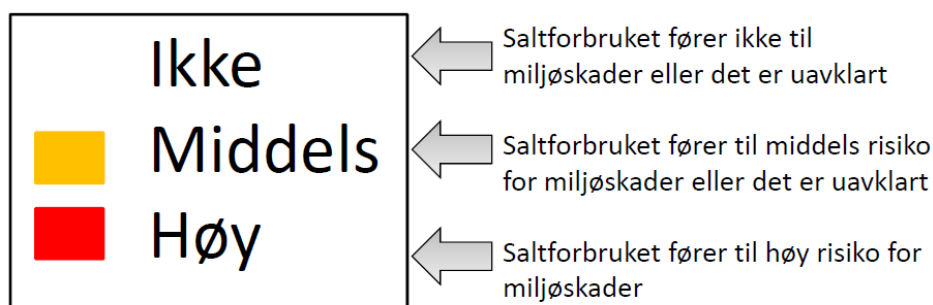 Ikke
Saltforbruket fører ikke til
miljøskader eller det er uavklart
Middels
Saltforbruket fører til middels risiko
for miljøskader eller det er uavklart
Høy
Saltforbruket fører til høy risiko for
miljøskader